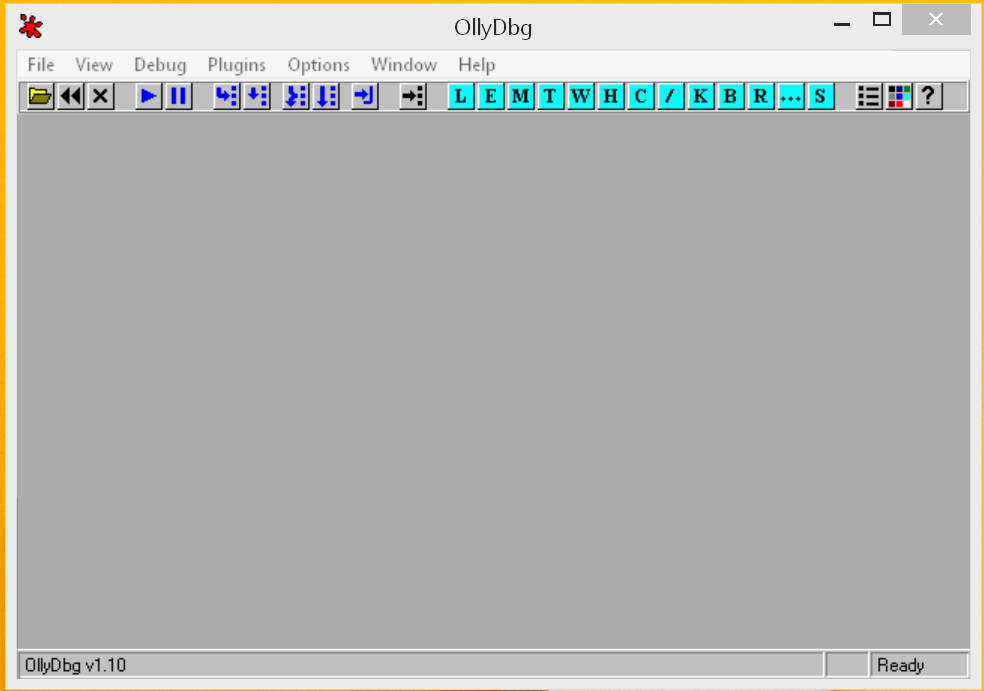 OllyDbg
File View Debug Plugins Options Window Help
L E M T W H C / K B R ... S ?
OllyDbg v1.10 Ready